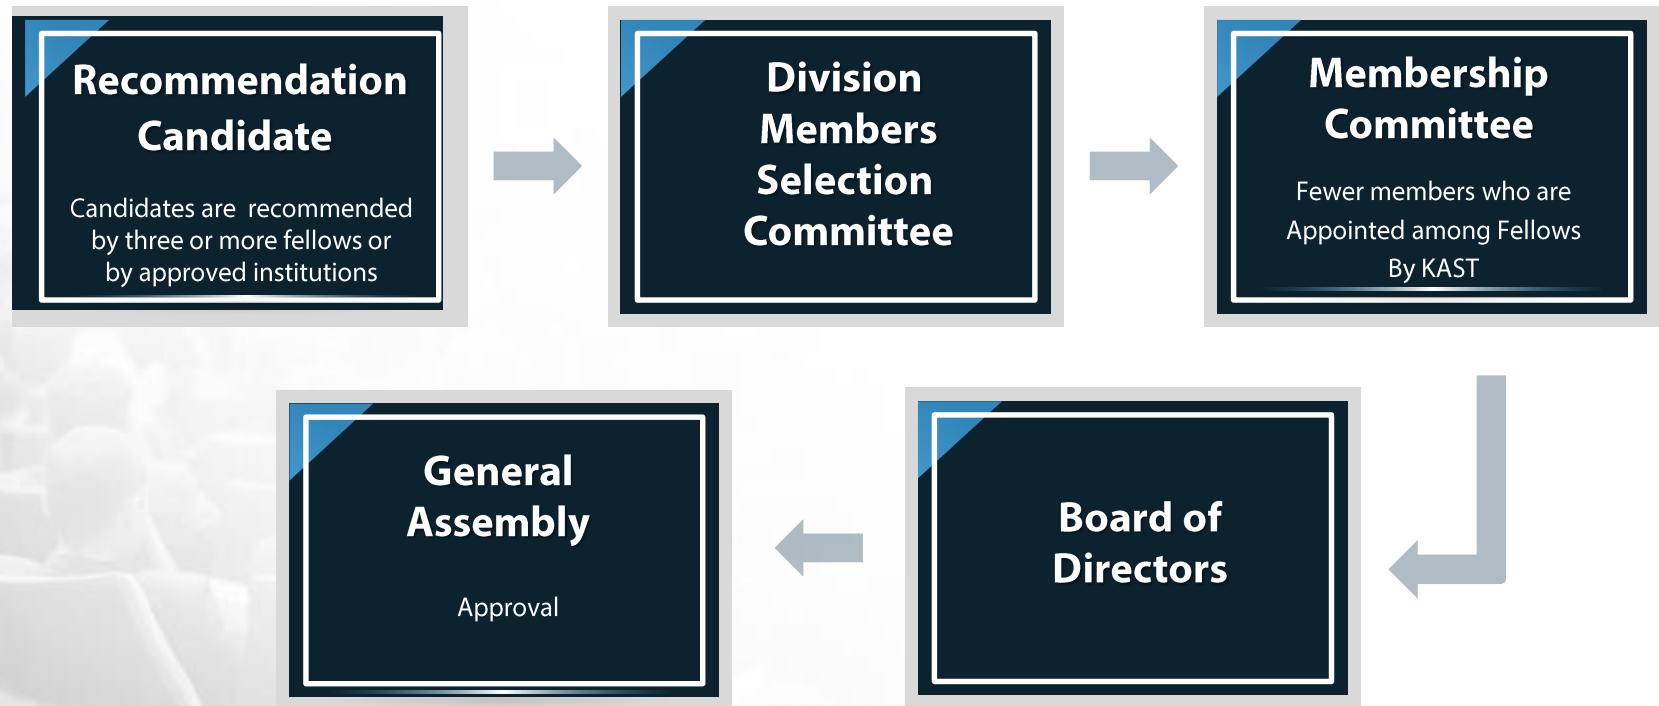 Recommendation
Candidate
Candidates are recommended
by three or more fellows or
by approved institutions
Division
Members
Selection
Committee
Membership
Committee
Fewer members who are
Appointed among Fellows
By KAST
Board of
Directors
General
Assembly
Approval